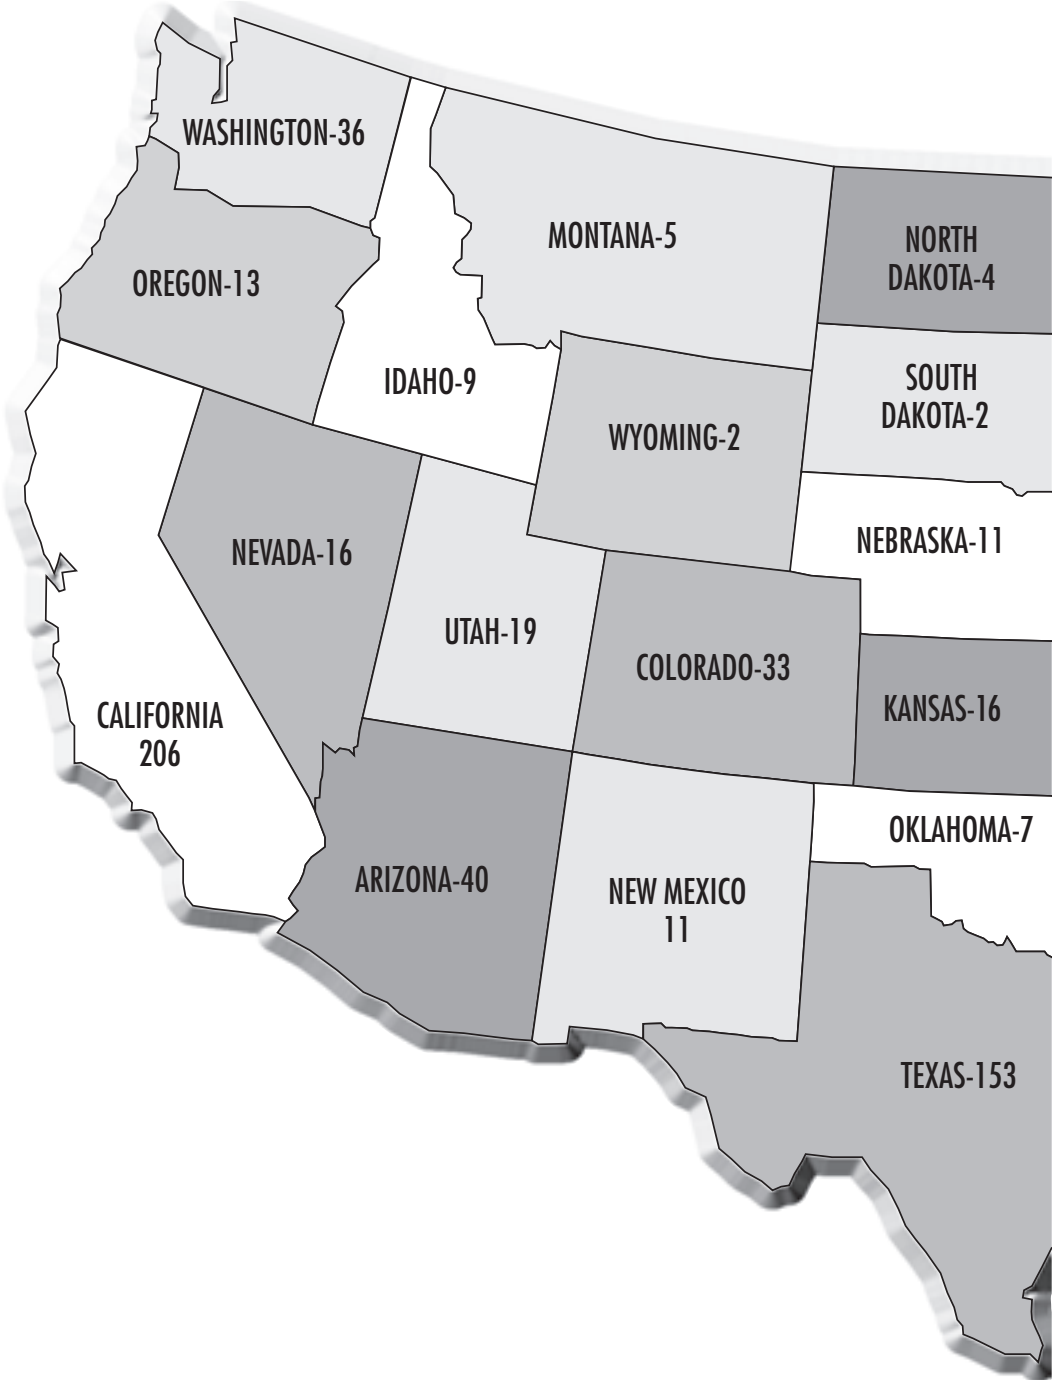 WASHINGTON-36
MONTANA-5
NORTH
DAKOTA-4
OREGON-13
IDAHO-9
SOUTH
DAKOTA-2
WYOMING-2
NEBRASKA-11
NEVADA-16
UTAH-19
COLORADO-33
KANSAS-16
CALIFORNIA
206
OKLAHOMA-7
ARIZONA-40
NEW MEXICO
11
TEXAS-153